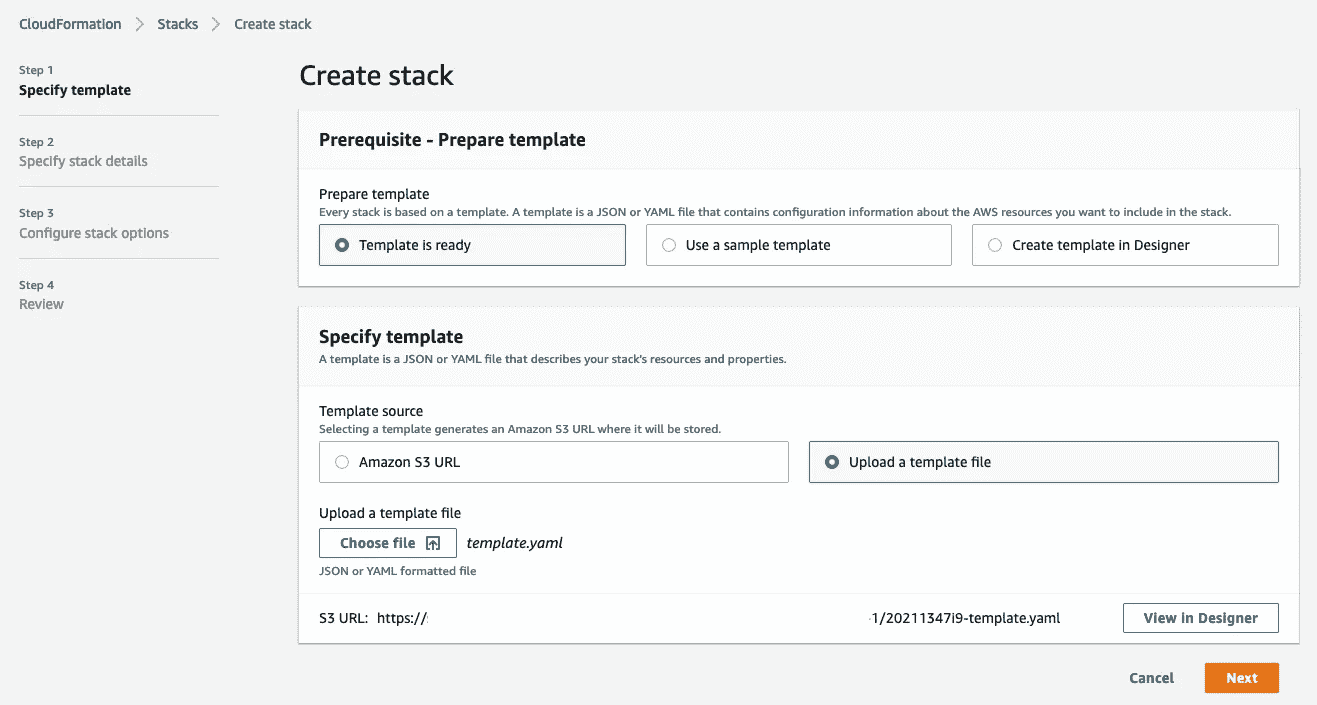 CloudFormation > Stacks > Create stack
Step 1
Specify template
Step 2
Specify stack details
Step 3
Configure stack options
Step 4
Review
Create stack
Prerequisite - Prepare template
Prepare template
Every stack is based on a template. A template is a JSON or YAML file that contains configuration information about the AWS resources you want to include in the stack.
Template is ready
Use a sample template
Create template in Designer
Specify template
A template is a JSON or YAML file that describes your stack's resources and properties.
Template source
Selecting a template generates an Amazon S3 URL where it will be stored.
Amazon S3 URL
Upload a template file
Upload a template file
Choose file template.yaml
JSON or YAML formatted file
S3 URL: https:// 1/20211347i9-template.yaml
View in Designer
Cancel
Next